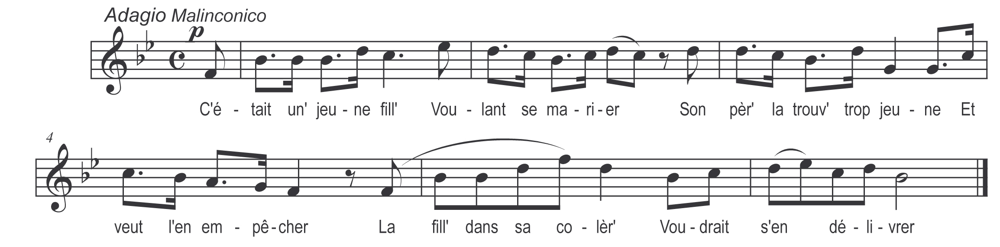 Adagio Malinconico
p
C'é - tait un' jeu - ne fill' Vou - lant se ma - ri - er Son pèr' la trouv' trop jeu - ne Et
4
veut l'en em - pê - cher La fill' dans sa co - lèr' Vou - drait s'en dé - li - vrer